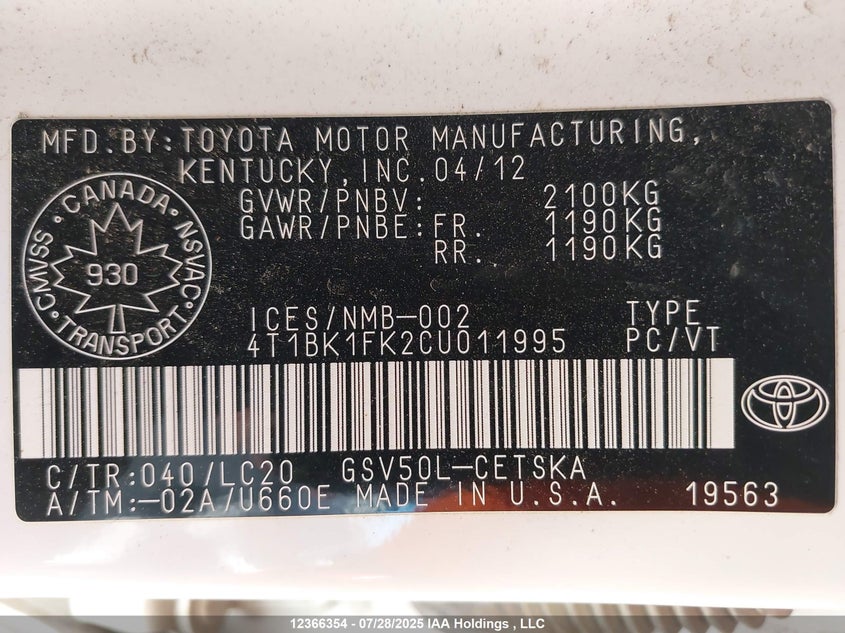 MFD.BY:TOYOTA MOTOR MANUFACTURING,
KENTUCKY,INC.04/12
GVWR/PNBV: 2100KG
GAWR/PNBE:FR. 1190KG
RR. 1190KG
CANADA
CMVSS · NSVAC
930
TRANSPORT
ICES/NMB-002 TYPE
4T1BK1FK2CU011995 PC/VT
C/TR:040/LC20 GSV50L-CETSKA
A/TM:-02A/U660E MADE IN U.S.A. 19563
12366354 - 07/28/2025 IAA Holdings , LLC